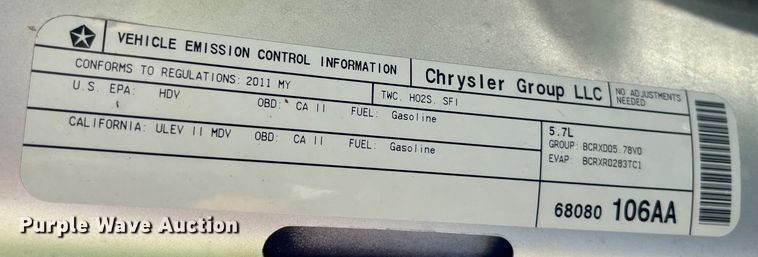 VEHICLE EMISSION CONTROL INFORMATION
Chrysler Group LLC
NO ADJUSTMENTS
NEEDED
CONFORMS TO REGULATIONS: 2011 MY
TWC, HO2S, SFI
U.S. EPA: HDV OBD: CA II FUEL: Gasoline
CALIFORNIA: ULEV II MDV OBD: CA II FUEL: Gasoline
5.7L
GROUP: BCRXD05.78V0
EVAP: BCRXR0283TC1
68080 106AA
Purple Wave Auction